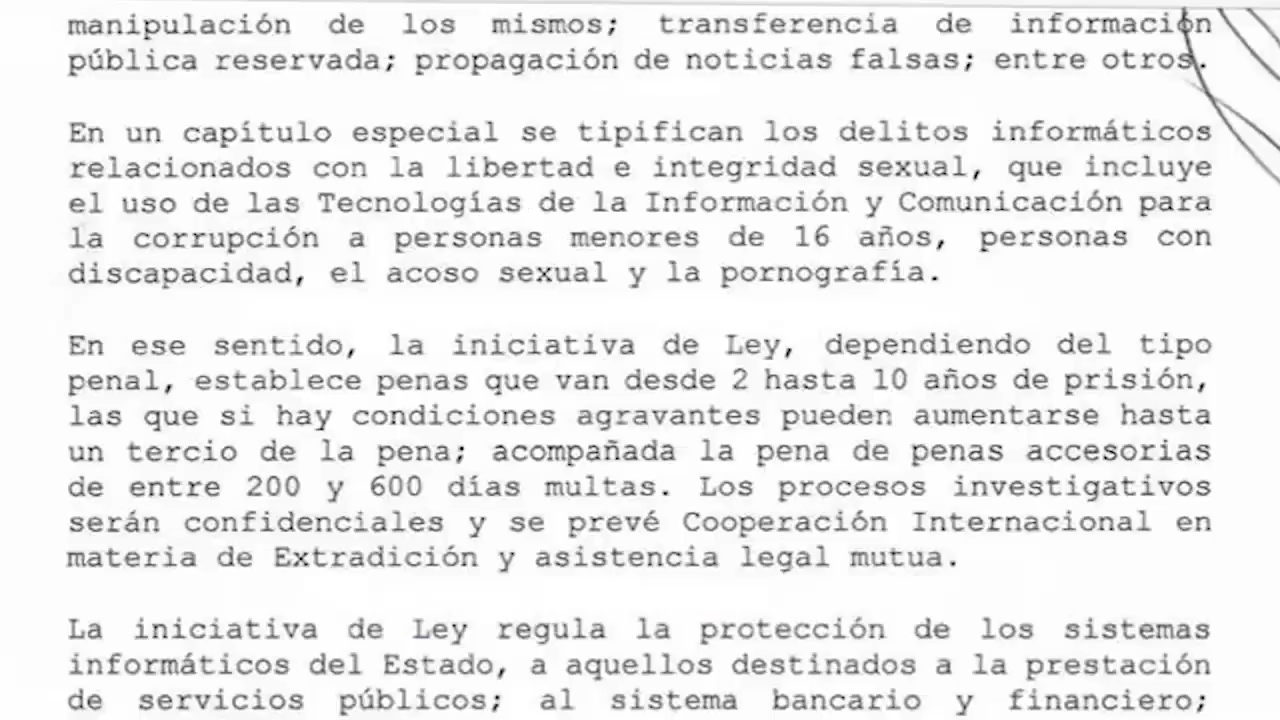 manipulación de los mismos; transferencia de información
pública reservada; propagación de noticias falsas; entre otros.
En un capítulo especial se tipifican los delitos informáticos
relacionados con la libertad e integridad sexual, que incluye
el uso de las Tecnologías de la Información y Comunicación para
la corrupción a personas menores de 16 años, personas con
discapacidad, el acoso sexual y la pornografía.
En ese sentido, la iniciativa de Ley, dependiendo del tipo
penal, establece penas que van desde 2 hasta 10 años de prisión,
las que si hay condiciones agravantes pueden aumentarse hasta
un tercio de la pena; acompañada la pena de penas accesorias
de entre 200 y 600 días multas. Los procesos investigativos
serán confidenciales y se prevé Cooperación Internacional en
materia de Extradición y asistencia legal mutua.
La iniciativa de Ley regula la protección de los sistemas
informáticos del Estado, a aquellos destinados a la prestación
de servicios públicos; al sistema bancario y financiero;